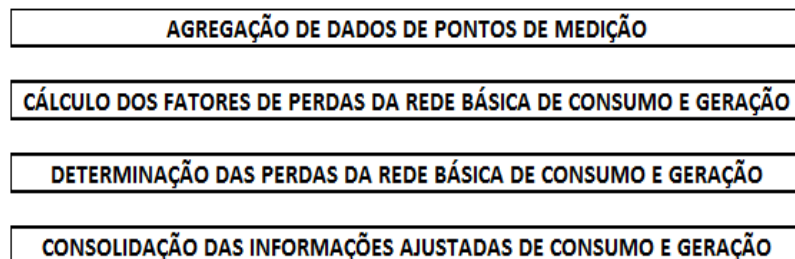 AGREGAÇÃO DE DADOS DE PONTOS DE MEDIÇÃO
CÁLCULO DOS FATORES DE PERDAS DA REDE BÁSICA DE CONSUMO E GERAÇÃO
DETERMINAÇÃO DAS PERDAS DA REDE BÁSICA DE CONSUMO E GERAÇÃO
CONSOLIDAÇÃO DAS INFORMAÇÕES AJUSTADAS DE CONSUMO E GERAÇÃO